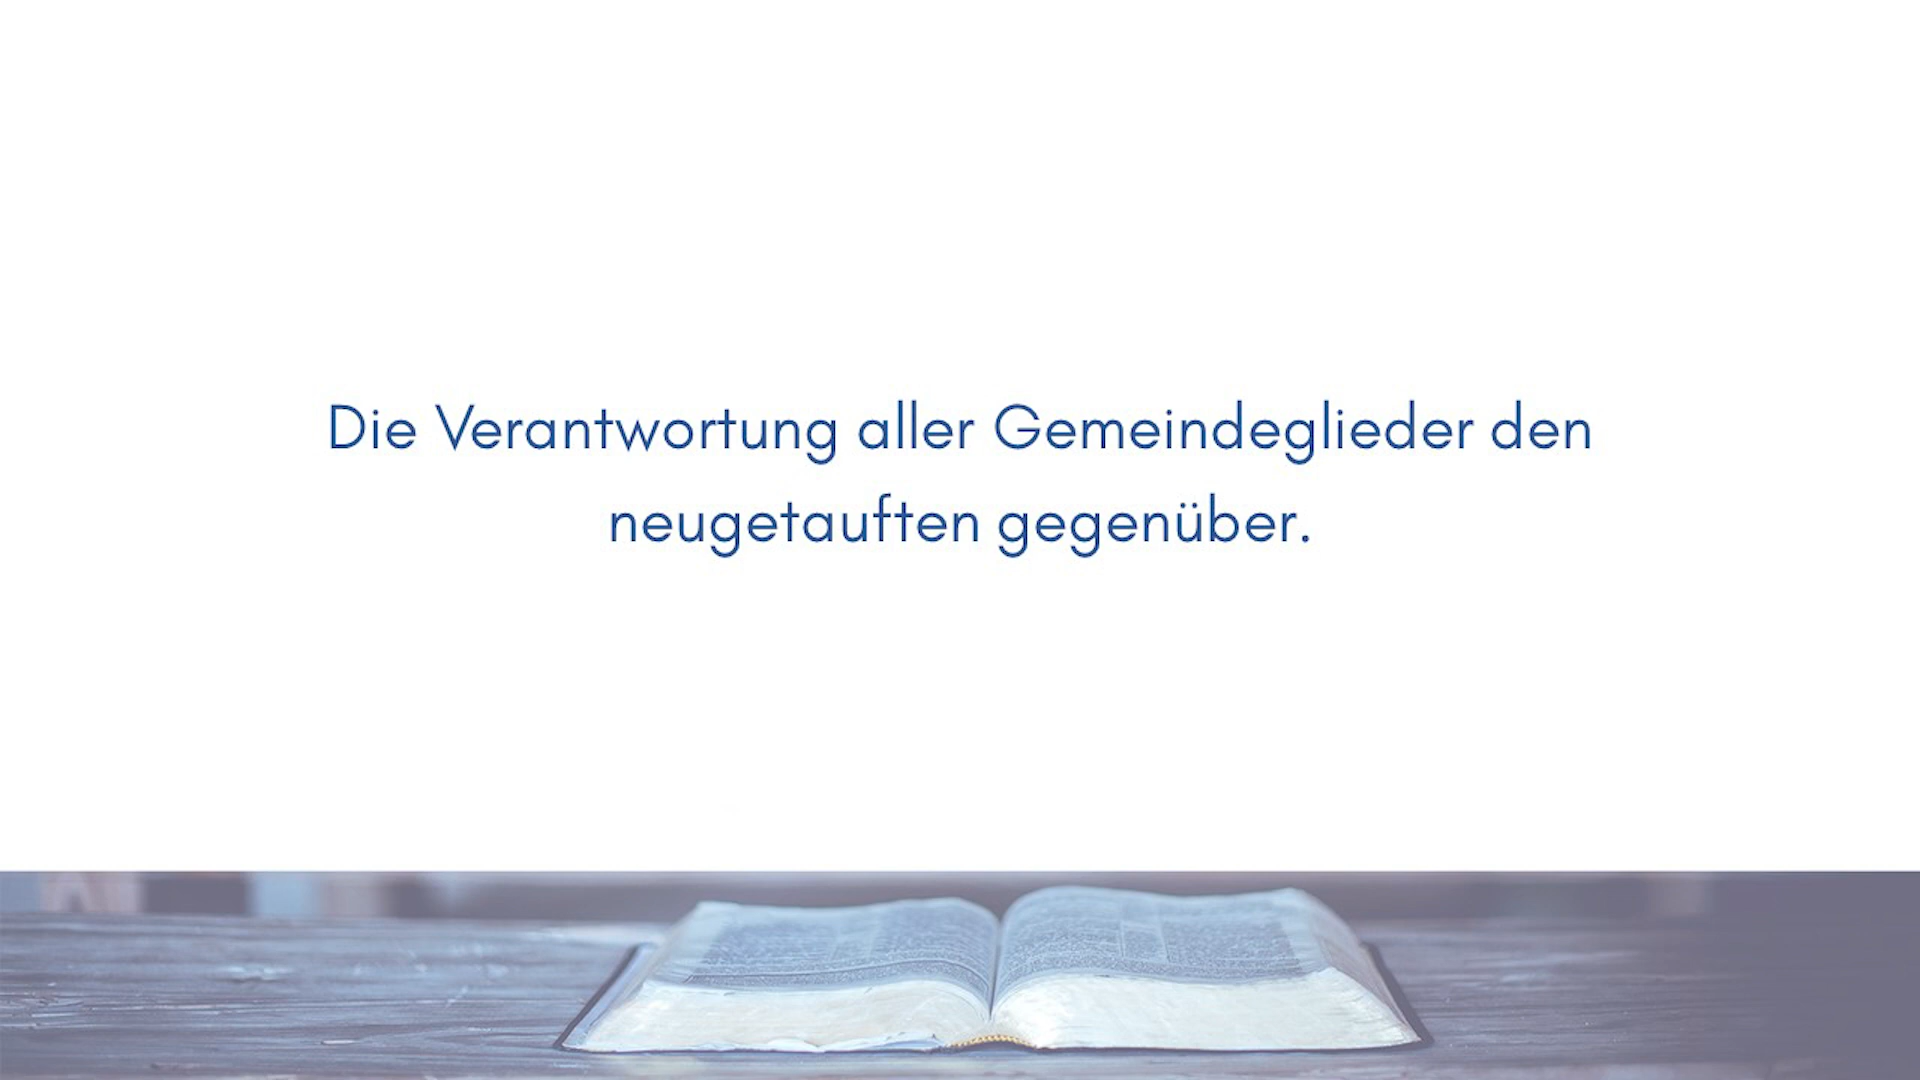 Die Verantwortung aller Gemeindeglieder den
neugetauften gegenüber.